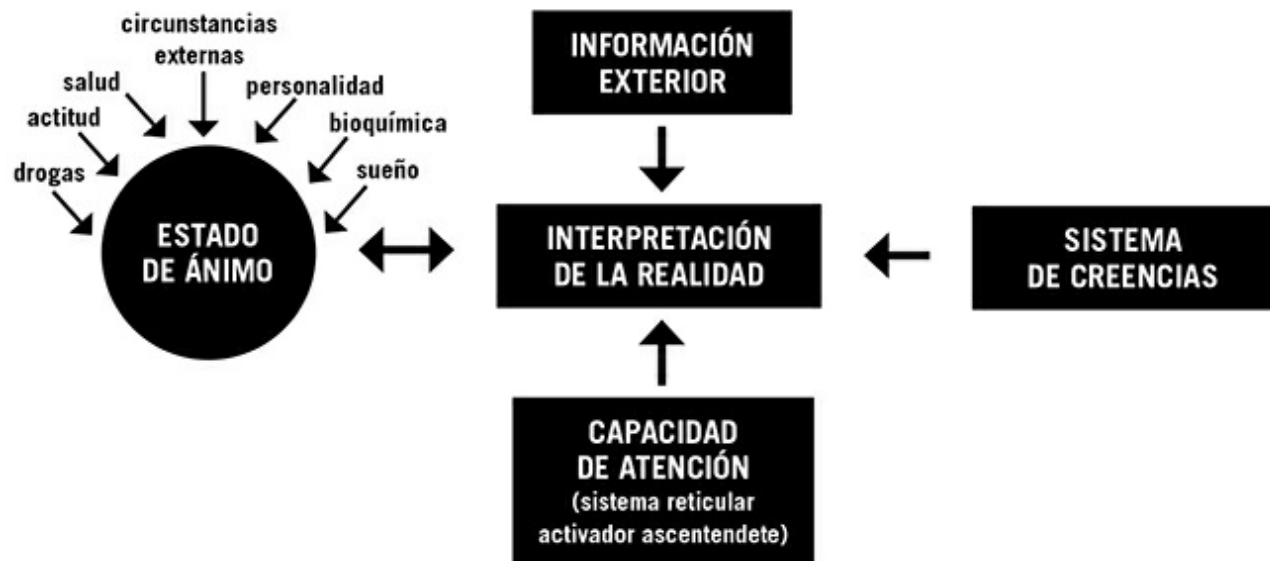 circunstancias
externas
salud
personalidad
actitud
bioquímica
drogas
sueño
ESTADO
DE ÁNIMO
INFORMACIÓN
EXTERIOR
INTERPRETACIÓN
DE LA REALIDAD
SISTEMA
DE CREENCIAS
CAPACIDAD
DE ATENCIÓN
(sistema reticular
activador ascentendete)